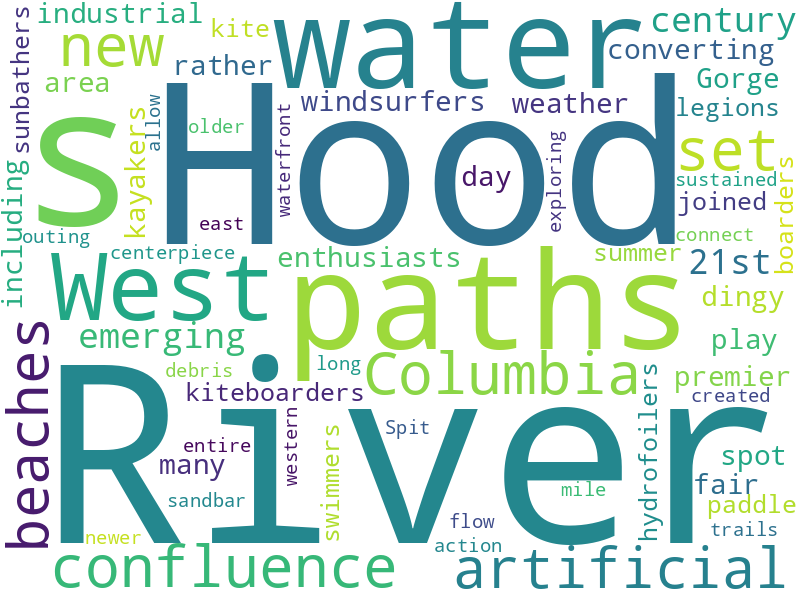 industrial
kite
water
century
new
converting
sunbathers
rather
Gorge
area
windsurfers
weather
legions
s
Hood
allow
older
kayakers
waterfront
exploring
set
day
sustained
boarders
including
east
joined
outing
centerpiece
enthusiasts
summer
connect
21st
West
paths
dingy
emerging
play
debris
long
Columbia
premier
beaches
kiteboarders
created
River
western
entire
Spit
many
swimmers
hydrofoilers
spot
sandbar
mile
fair
paddle
newer
flow
action
trails
confluence
artificial